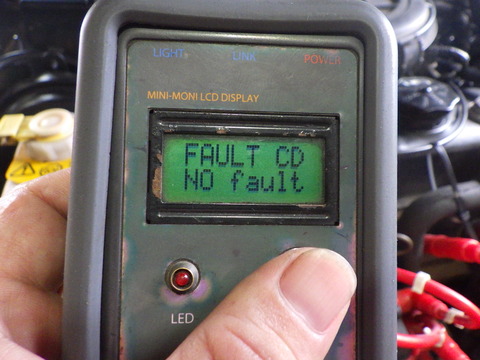 LIGHT LINK POWER
MINI-MONI LCD DISPLAY
FAULT CD
NO fault
LED